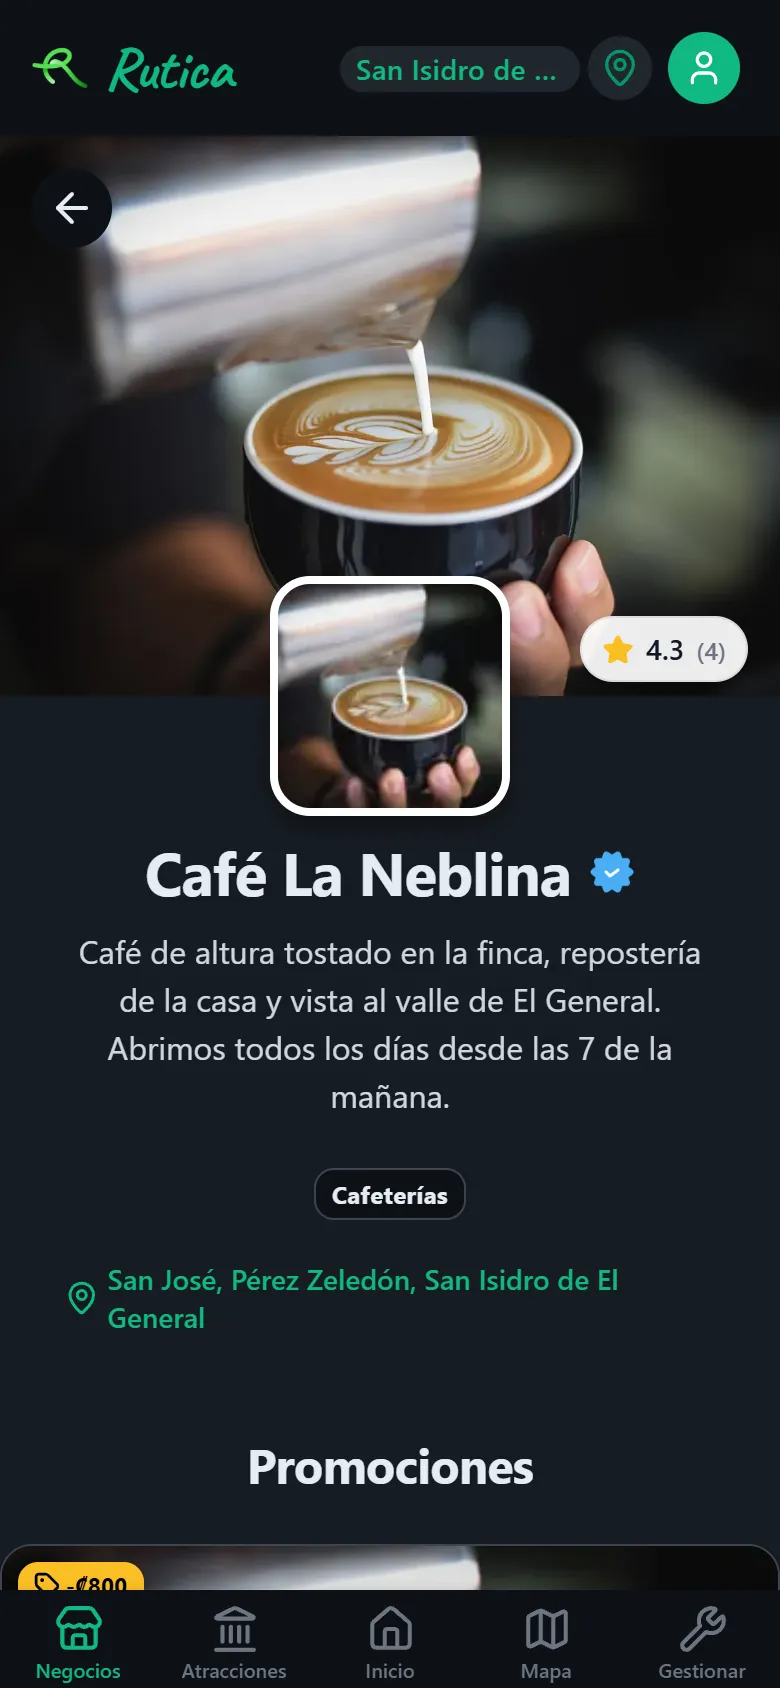 Rutica
San Isidro de ...
4.3 (4)
Café La Neblina
Café de altura tostado en la finca, repostería
de la casa y vista al valle de El General.
Abrimos todos los días desde las 7 de la
mañana.
Cafeterías
San José, Pérez Zeledón, San Isidro de El
General
Promociones
-₡800
Negocios
Atracciones
Inicio
Mapa
Gestionar